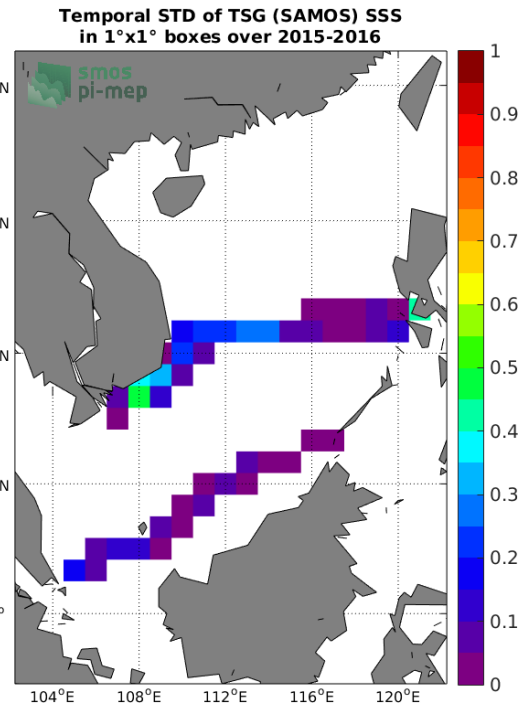 Temporal STD of TSG (SAMOS) SSS
in 1°x1° boxes over 2015-2016
smos
pi-mep
N
N
N
N
°
104°E
108°E
112°E
116°E
120°E
1
0.9
0.8
0.7
0.6
0.5
0.4
0.3
0.2
0.1
0